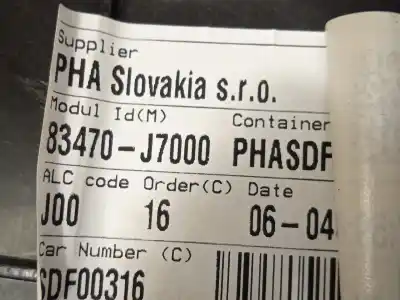 Supplier
PHA Slovakia s.r.o.
Modul Id(M) Container
83470-J7000 PHASDF
ALC code Order(C) Date
J00 16 06-04
Car Number (C)
SDF00316